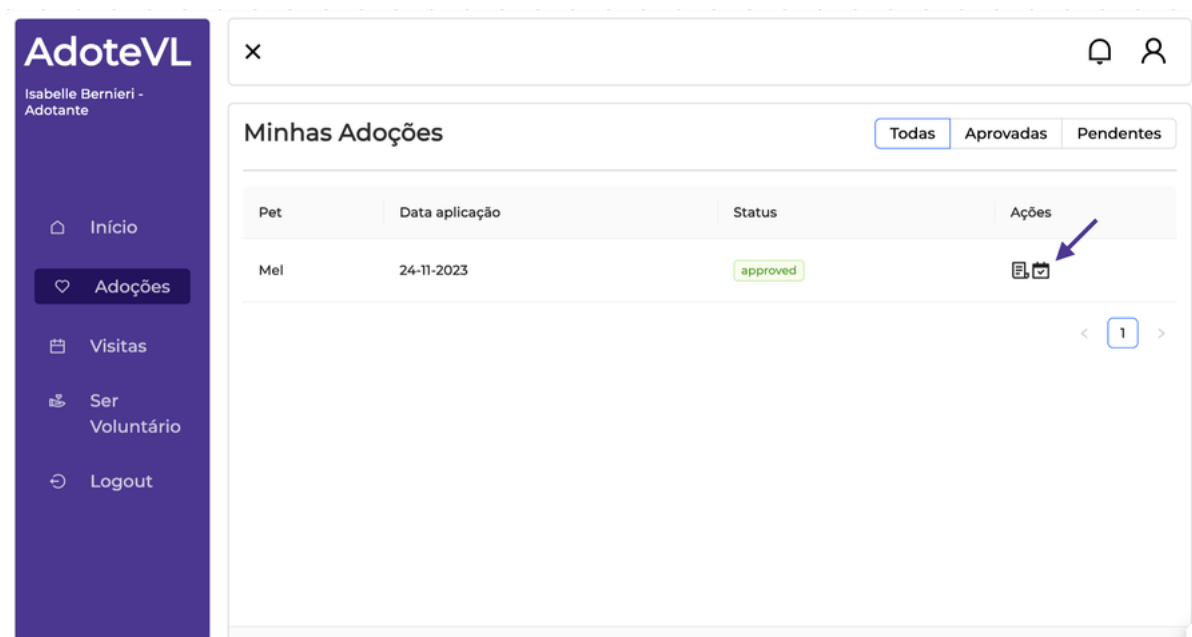 AdoteVL
Isabelle Bernieri -
Adotante
Início
Adoções
Visitas
Ser
Voluntário
Logout
Minhas Adoções
Todas Aprovadas Pendentes
Pet Data aplicação Status Ações
Mel 24-11-2023 approved
< 1 >